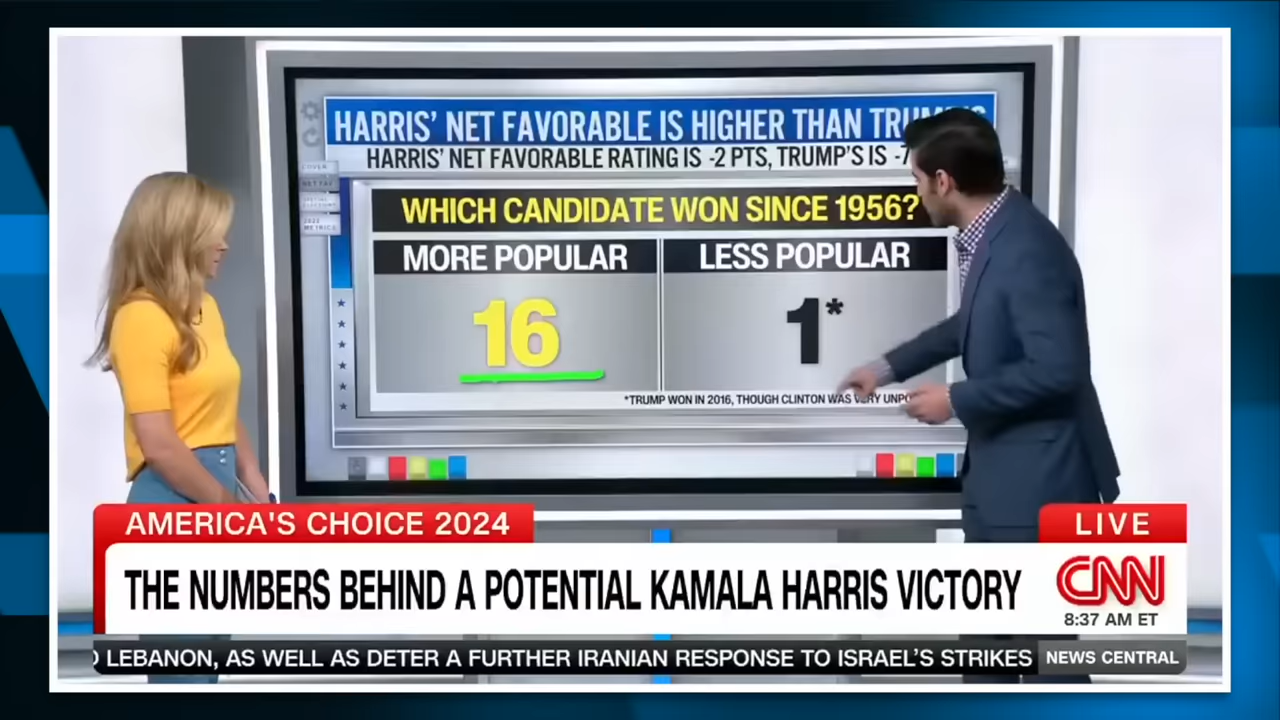 HARRIS' NET FAVORABLE IS HIGHER THAN
HARRIS' NET FAVORABLE RATING IS -2 PTS, TRUMP'S IS
WHICH CANDIDATE WON SINCE 1956?
MORE POPULAR
LESS POPULAR
16
1*
*TRUMP WON IN 2016, THOUGH CLINTON WAS VERY
AMERICA'S CHOICE 2024
LIVE
THE NUMBERS BEHIND A POTENTIAL KAMALA HARRIS VICTORY
CNN
8:37 AM ET
LEBANON, AS WELL AS DETER A FURTHER IRANIAN RESPONSE TO ISRAEL'S STRIKES
NEWS CENTRAL